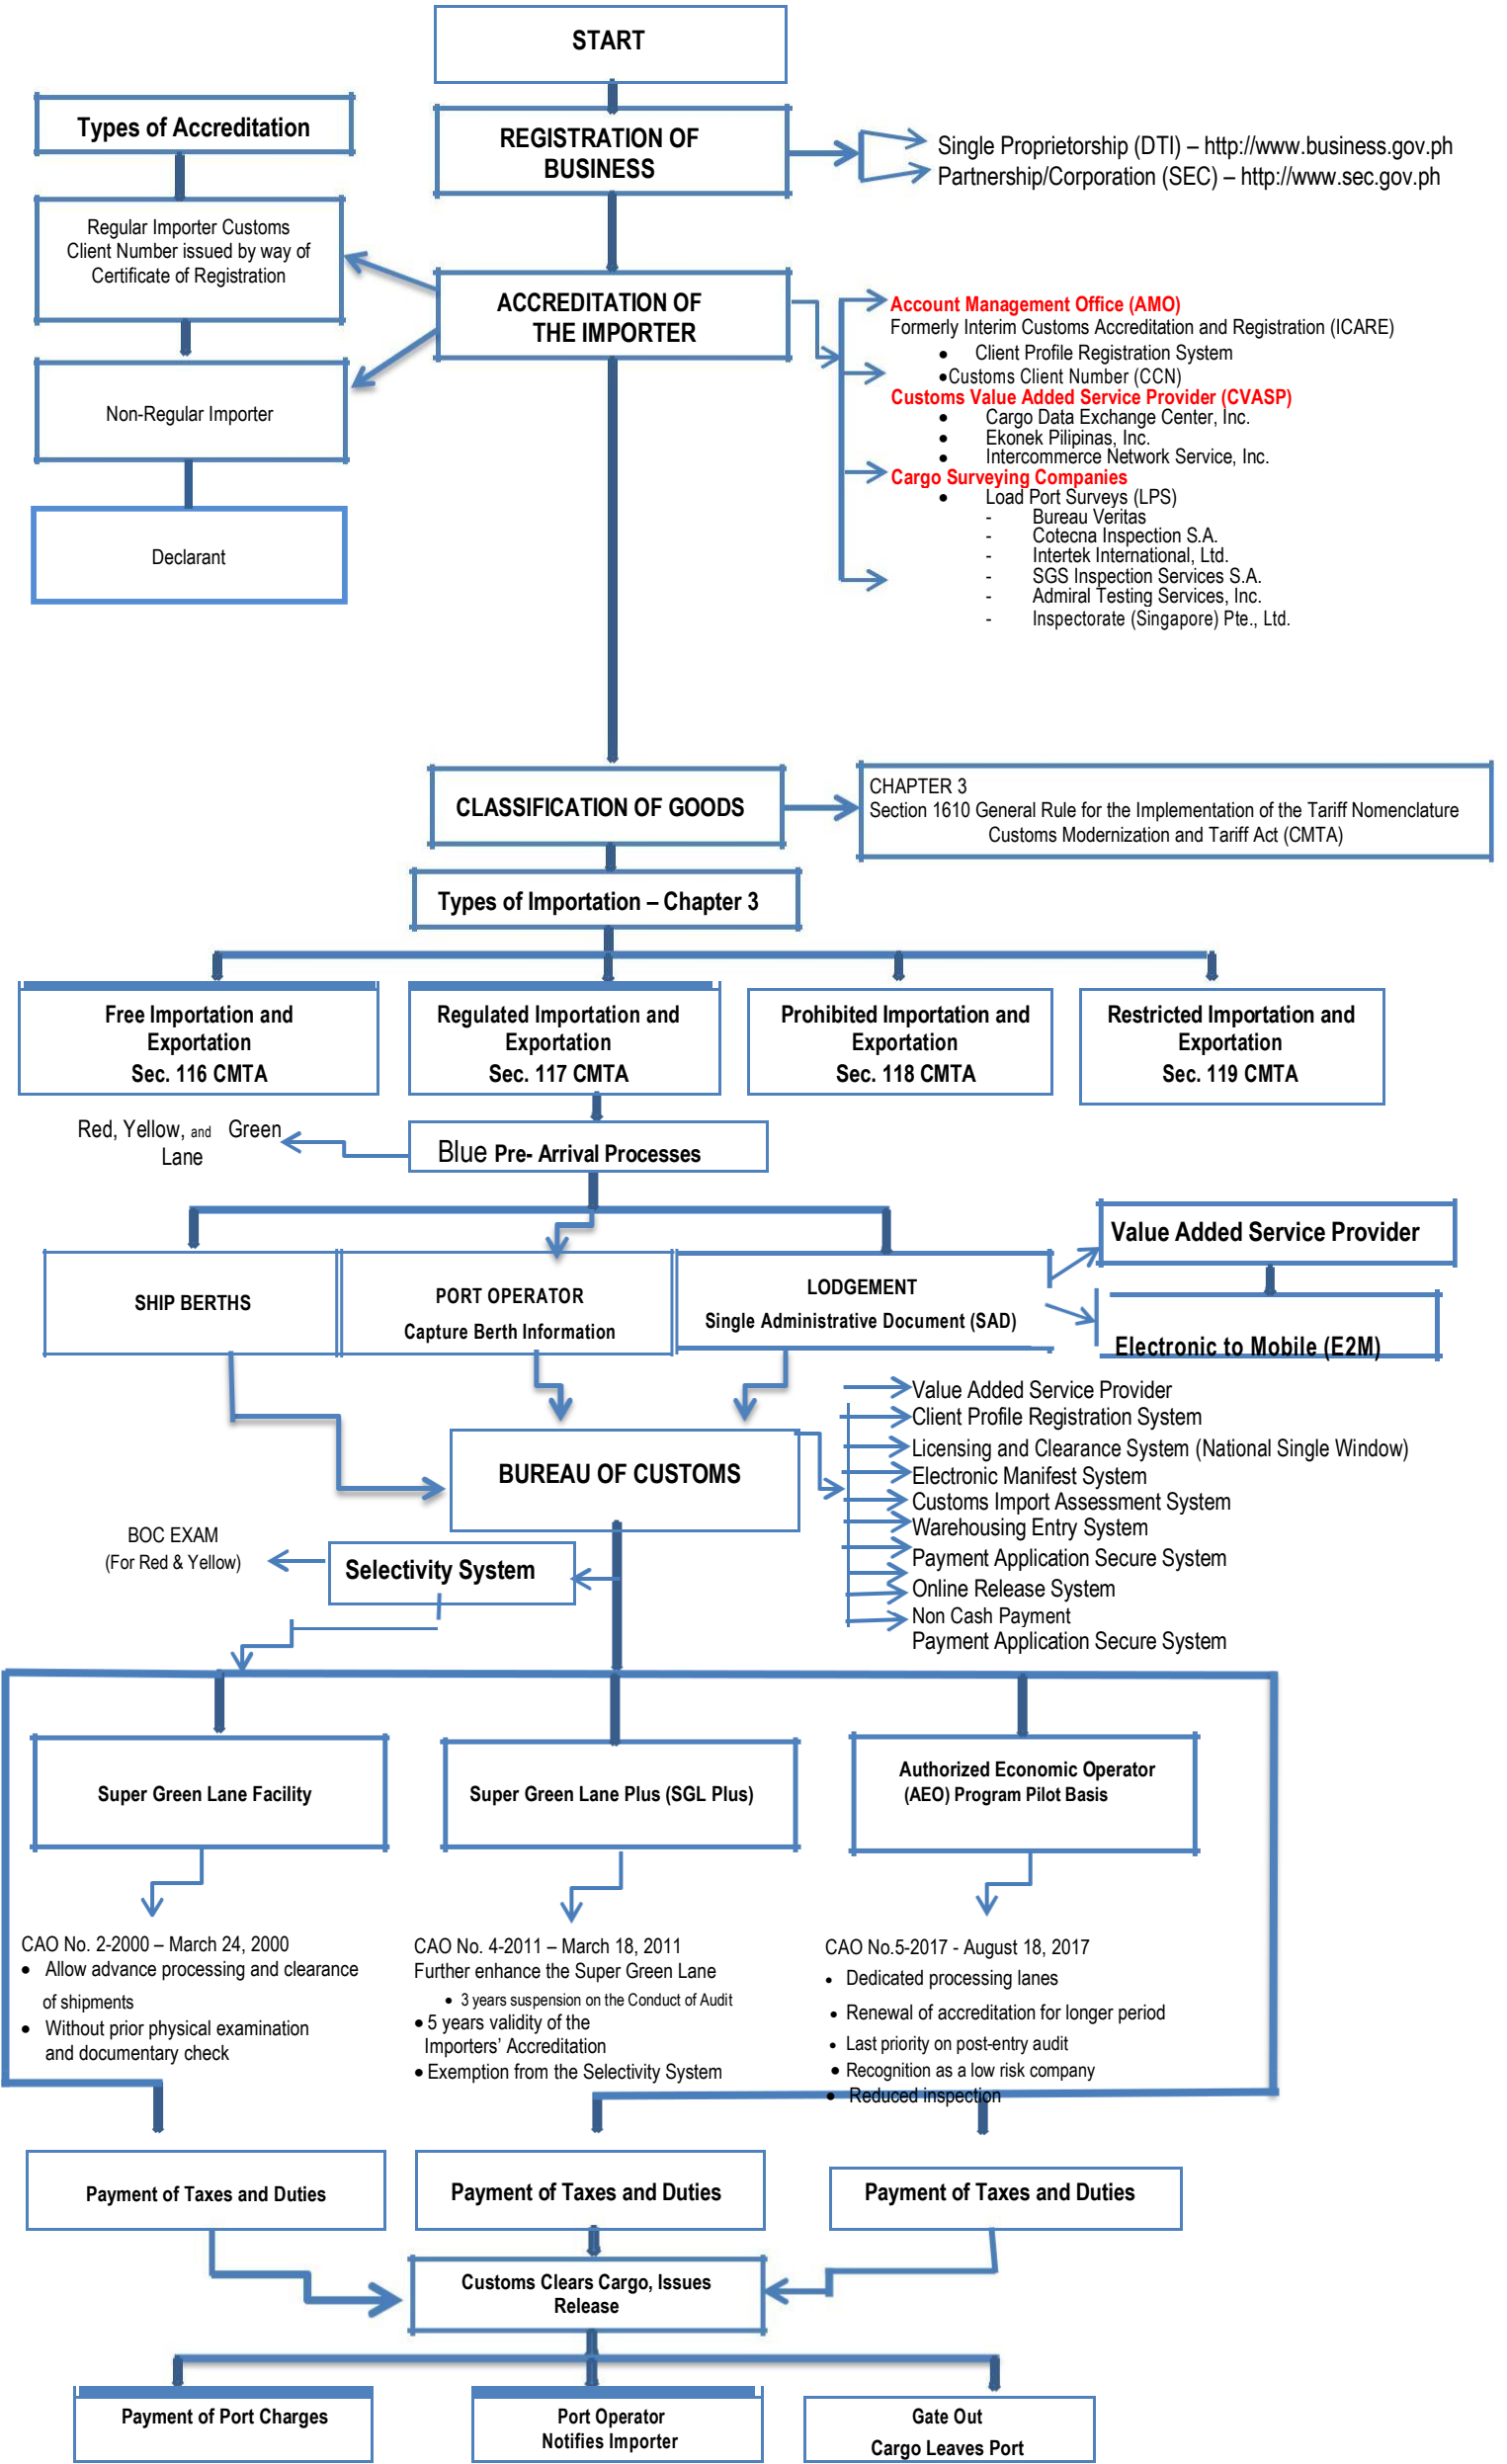 START
Types of Accreditation
REGISTRATION OF
BUSINESS
Single Proprietorship (DTI) – http://www.business.gov.ph
Partnership/Corporation (SEC) – http://www.sec.gov.ph
Regular Importer Customs
Client Number issued by way of
Certificate of Registration
ACCREDITATION OF
THE IMPORTER
Account Management Office (AMO)
Formerly Interim Customs Accreditation and Registration (ICARE)
• Client Profile Registration System
•Customs Client Number (CCN)
Customs Value Added Service Provider (CVASP)
• Cargo Data Exchange Center, Inc.
• Ekonek Pilipinas, Inc.
• Intercommerce Network Service, Inc.
Cargo Surveying Companies
• Load Port Surveys (LPS)
- Bureau Veritas
- Cotecna Inspection S.A.
- Intertek International, Ltd.
- SGS Inspection Services S.A.
- Admiral Testing Services, Inc.
- Inspectorate (Singapore) Pte., Ltd.
Non-Regular Importer
Declarant
CLASSIFICATION OF GOODS
CHAPTER 3
Section 1610 General Rule for the Implementation of the Tariff Nomenclature
Customs Modernization and Tariff Act (CMTA)
Types of Importation – Chapter 3
Free Importation and
Exportation
Sec. 116 CMTA
Regulated Importation and
Exportation
Sec. 117 CMTA
Prohibited Importation and
Exportation
Sec. 118 CMTA
Restricted Importation and
Exportation
Sec. 119 CMTA
Red, Yellow, and Green
Lane
Blue Pre- Arrival Processes
SHIP BERTHS
PORT OPERATOR
Capture Berth Information
LODGEMENT
Single Administrative Document (SAD)
Value Added Service Provider
Electronic to Mobile (E2M)
BUREAU OF CUSTOMS
Value Added Service Provider
Client Profile Registration System
Licensing and Clearance System (National Single Window)
Electronic Manifest System
Customs Import Assessment System
Warehousing Entry System
Payment Application Secure System
Online Release System
Non Cash Payment
Payment Application Secure System
BOC EXAM
(For Red & Yellow)
Selectivity System
Super Green Lane Facility
Super Green Lane Plus (SGL Plus)
Authorized Economic Operator
(AEO) Program Pilot Basis
CAO No. 2-2000 – March 24, 2000
• Allow advance processing and clearance
of shipments
• Without prior physical examination
and documentary check
CAO No. 4-2011 – March 18, 2011
Further enhance the Super Green Lane
• 3 years suspension on the Conduct of Audit
• 5 years validity of the
Importers’ Accreditation
• Exemption from the Selectivity System
CAO No.5-2017 - August 18, 2017
• Dedicated processing lanes
• Renewal of accreditation for longer period
• Last priority on post-entry audit
• Recognition as a low risk company
• Reduced inspection
Payment of Taxes and Duties
Payment of Taxes and Duties
Payment of Taxes and Duties
Customs Clears Cargo, Issues
Release
Payment of Port Charges
Port Operator
Notifies Importer
Gate Out
Cargo Leaves Port